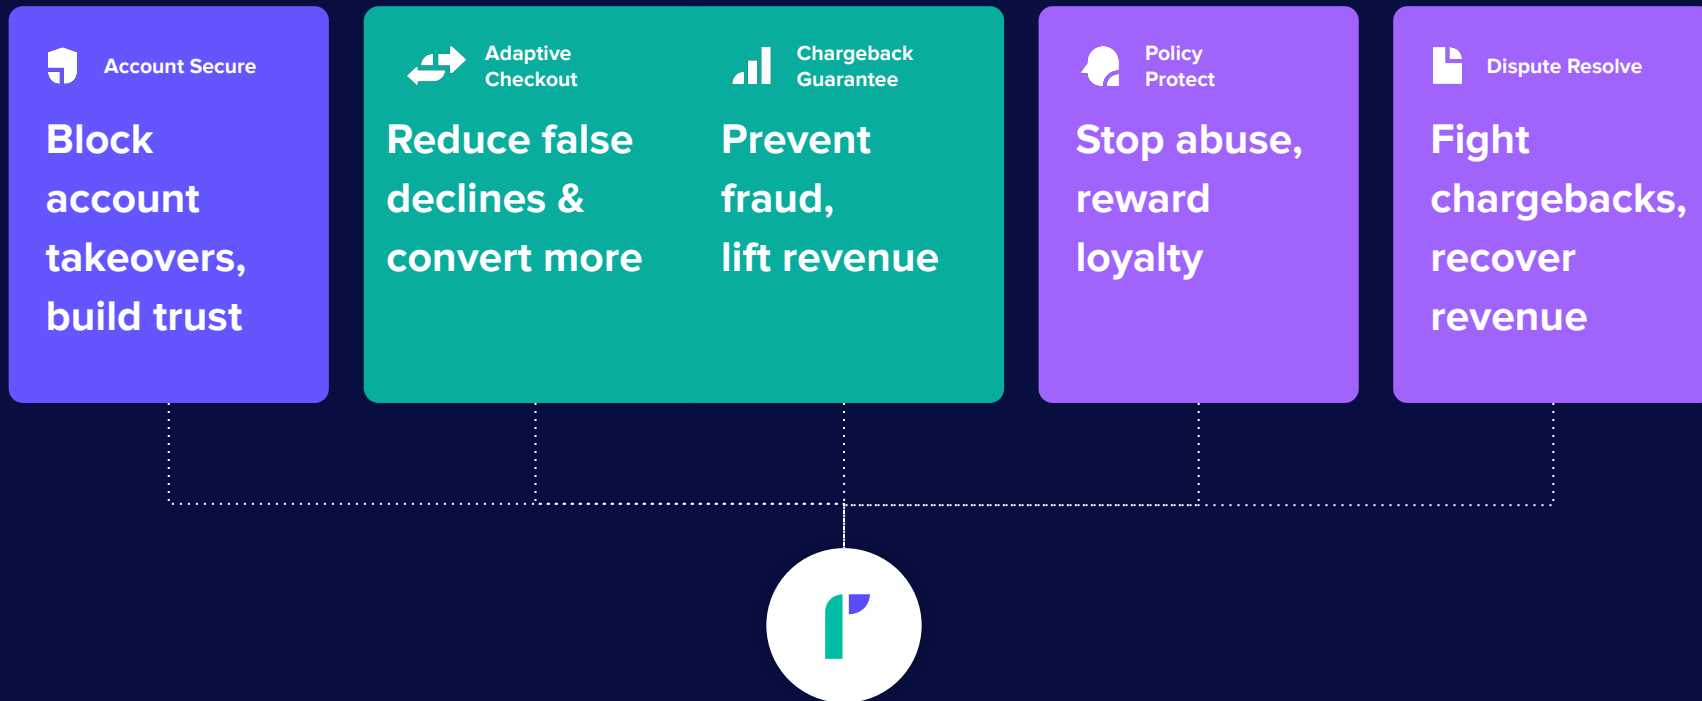 Account Secure
Block
account
takeovers,
build trust
Adaptive
Checkout
Reduce false
declines &
convert more
Chargeback
Guarantee
Prevent
fraud,
lift revenue
Policy
Protect
Stop abuse,
reward
loyalty
Dispute Resolve
Fight
chargebacks,
recover
revenue